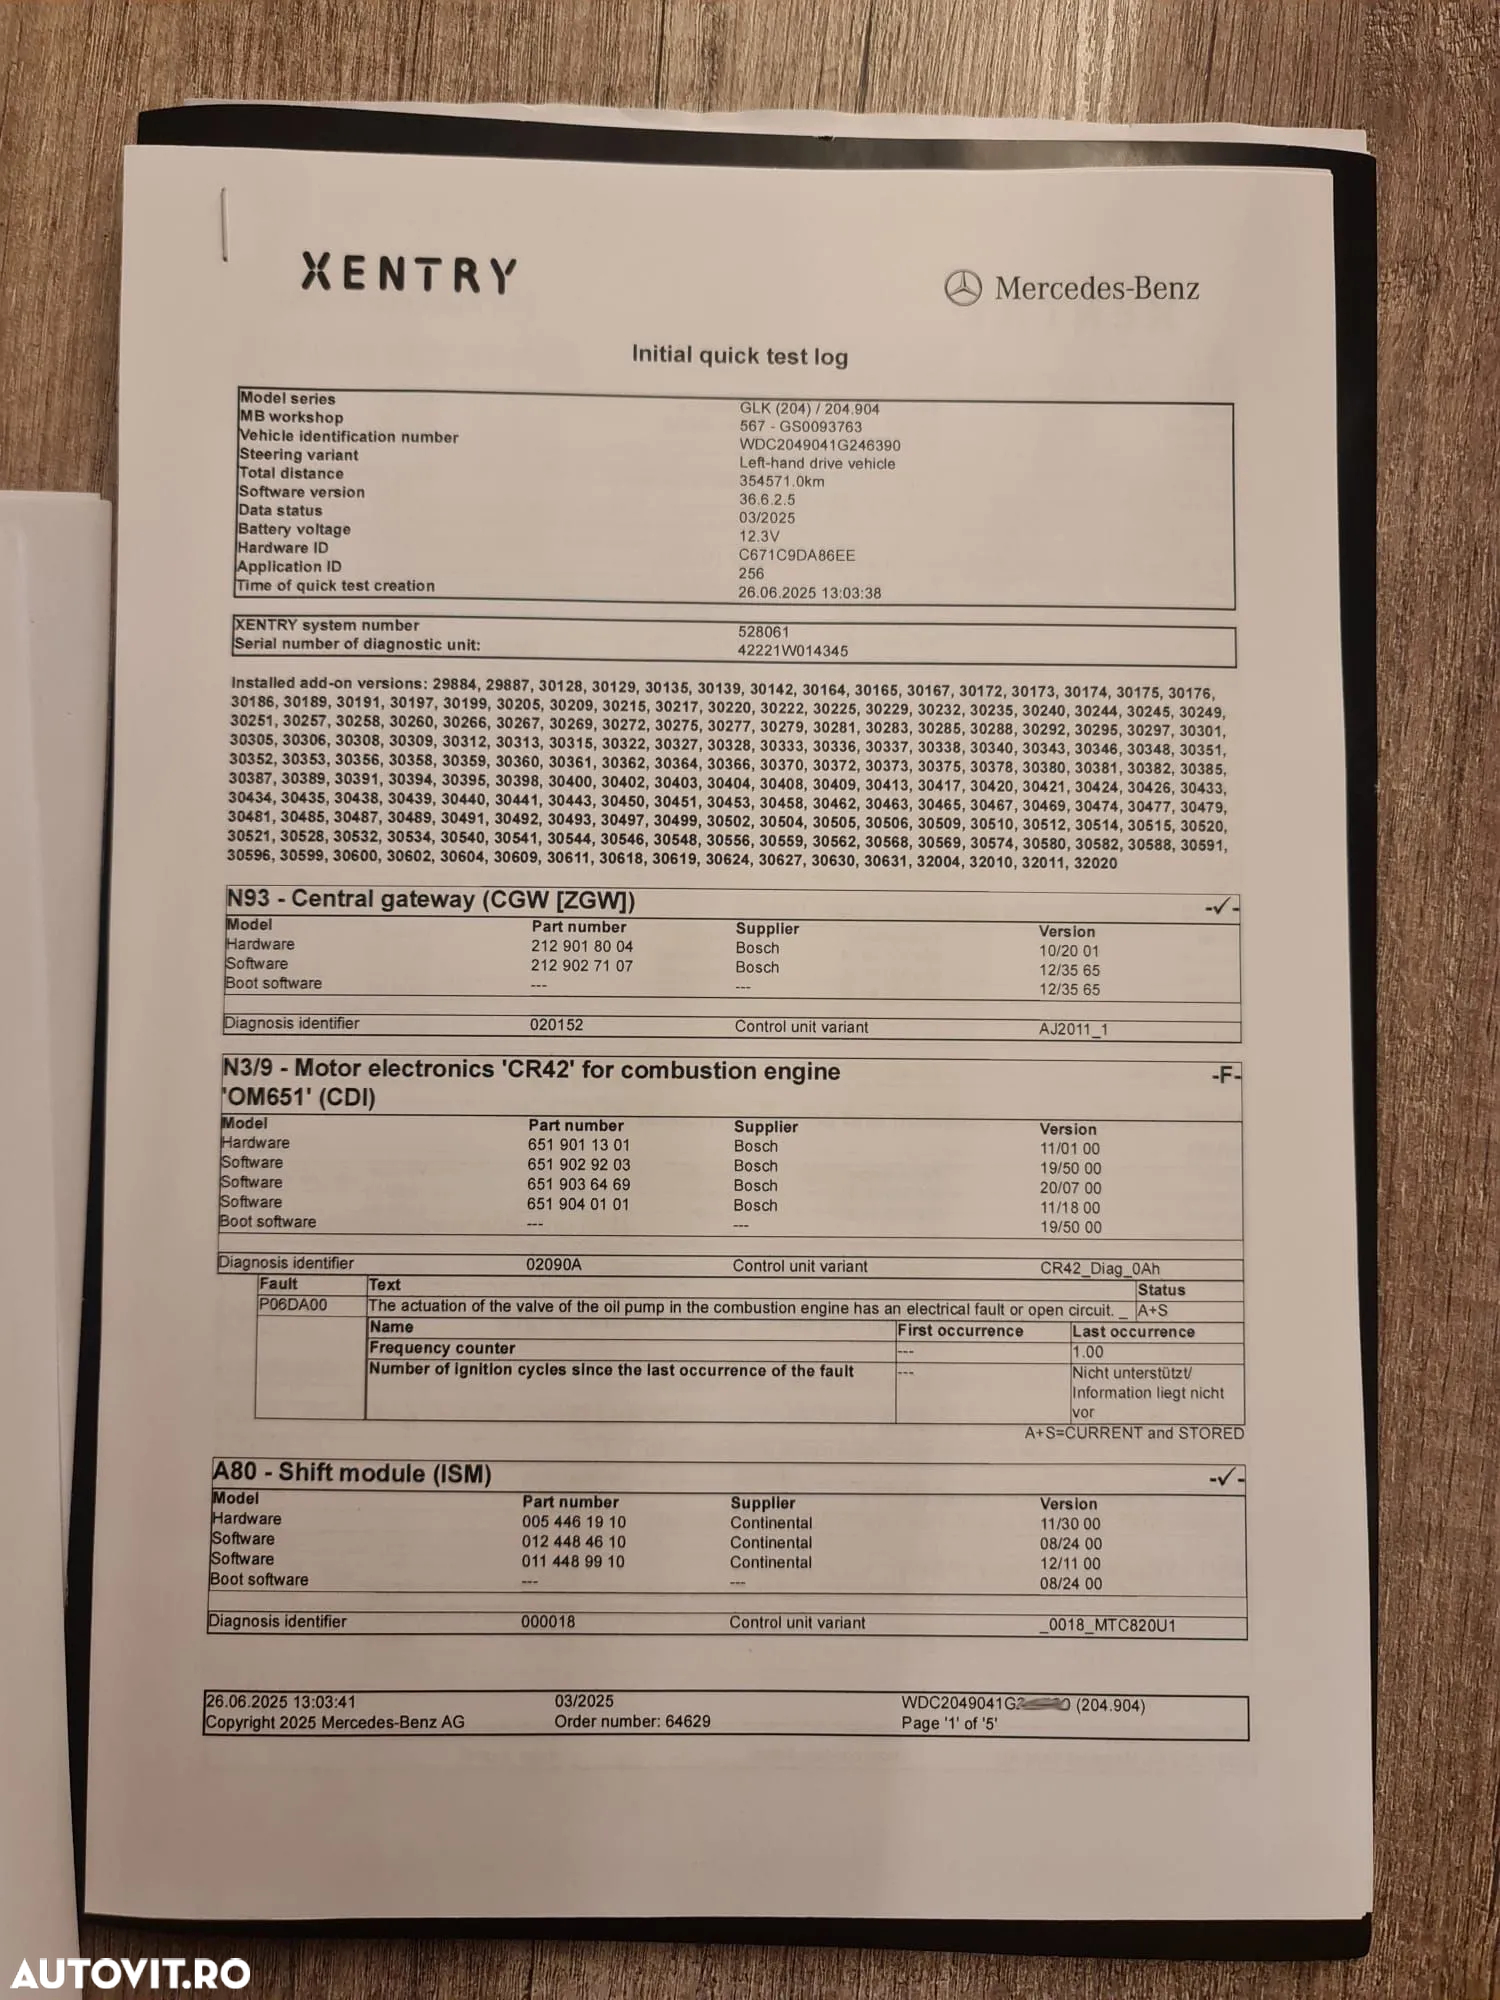 XENTRY
Mercedes-Benz
Initial quick test log
Model series GLK (204) / 204.904
MB workshop 567 - GS0093763
Vehicle identification number WDC2049041G246390
Steering variant Left-hand drive vehicle
Total distance 354571.0km
Software version 36.6.2.5
Data status 03/2025
Battery voltage 12.3V
Hardware ID C671C9DA86EE
Application ID 256
Time of quick test creation 26.06.2025 13:03:38
XENTRY system number 528061
Serial number of diagnostic unit: 42221W014345
Installed add-on versions: 29884, 29887, 30128, 30129, 30135, 30139, 30142, 30164, 30165, 30167, 30172, 30173, 30174, 30175, 30176,
30186, 30189, 30191, 30197, 30199, 30205, 30209, 30215, 30217, 30220, 30222, 30225, 30229, 30232, 30235, 30240, 30244, 30245, 30249,
30251, 30257, 30258, 30260, 30266, 30267, 30269, 30272, 30275, 30277, 30279, 30281, 30283, 30285, 30288, 30292, 30295, 30297, 30301,
30305, 30306, 30308, 30309, 30312, 30313, 30315, 30322, 30327, 30328, 30333, 30336, 30337, 30338, 30340, 30343, 30346, 30348, 30351,
30352, 30353, 30356, 30358, 30359, 30360, 30361, 30362, 30364, 30366, 30370, 30372, 30373, 30375, 30378, 30380, 30381, 30382, 30385,
30387, 30389, 30391, 30394, 30395, 30398, 30400, 30402, 30403, 30404, 30408, 30409, 30413, 30417, 30420, 30421, 30424, 30426, 30433,
30434, 30435, 30438, 30439, 30440, 30441, 30443, 30450, 30451, 30453, 30458, 30462, 30463, 30465, 30467, 30469, 30474, 30477, 30479,
30481, 30485, 30487, 30489, 30491, 30492, 30493, 30497, 30499, 30502, 30504, 30505, 30506, 30509, 30510, 30512, 30514, 30515, 30520,
30521, 30528, 30532, 30534, 30540, 30541, 30544, 30546, 30548, 30556, 30559, 30562, 30568, 30569, 30574, 30580, 30582, 30588, 30591,
30596, 30599, 30600, 30602, 30604, 30609, 30611, 30618, 30619, 30624, 30627, 30630, 30631, 32004, 32010, 32011, 32020
N93 - Central gateway (CGW [ZGW]) -✓-
Model Part number Supplier Version
Hardware 212 901 80 04 Bosch 10/20 01
Software 212 902 71 07 Bosch 12/35 65
Boot software --- --- 12/35 65
Diagnosis identifier 020152 Control unit variant AJ2011_1
N3/9 - Motor electronics 'CR42' for combustion engine -F-
'OM651' (CDI)
Model Part number Supplier Version
Hardware 651 901 13 01 Bosch 11/01 00
Software 651 902 92 03 Bosch 19/50 00
Software 651 903 64 69 Bosch 20/07 00
Software 651 904 01 01 Bosch 11/18 00
Boot software --- --- 19/50 00
Diagnosis identifier 02090A Control unit variant CR42_Diag_0Ah
Fault Text Status
P06DA00 The actuation of the valve of the oil pump in the combustion engine has an electrical fault or open circuit. _ A+S
Name First occurrence Last occurrence
Frequency counter --- 1.00
Number of ignition cycles since the last occurrence of the fault --- Nicht unterstützt/
Information liegt nicht
vor
A+S=CURRENT and STORED
A80 - Shift module (ISM) -✓-
Model Part number Supplier Version
Hardware 005 446 19 10 Continental 11/30 00
Software 012 448 46 10 Continental 08/24 00
Software 011 448 99 10 Continental 12/11 00
Boot software --- --- 08/24 00
Diagnosis identifier 000018 Control unit variant _0018_MTC820U1
26.06.2025 13:03:41 03/2025 (204.904)
Copyright 2025 Mercedes-Benz AG Order number: 64629 Page '1' of '5'
AUTOVIT.RO